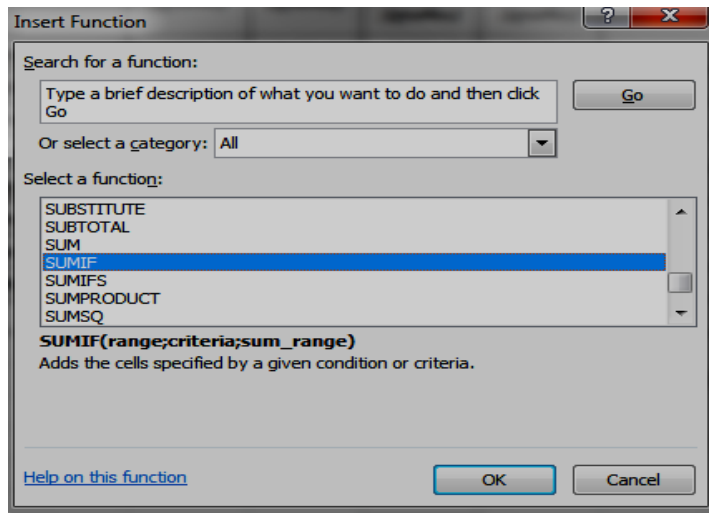 Insert Function
?
Search for a function:
Type a brief description of what you want to do and then click
Go
Go
Or select a category: All
Select a function:
SUBSTITUTE
SUBTOTAL
SUM
SUMIF
SUMIFS
SUMPRODUCT
SUMSQ
SUMIF(range;criteria;sum_range)
Adds the cells specified by a given condition or criteria.
Help on this function
OK
Cancel